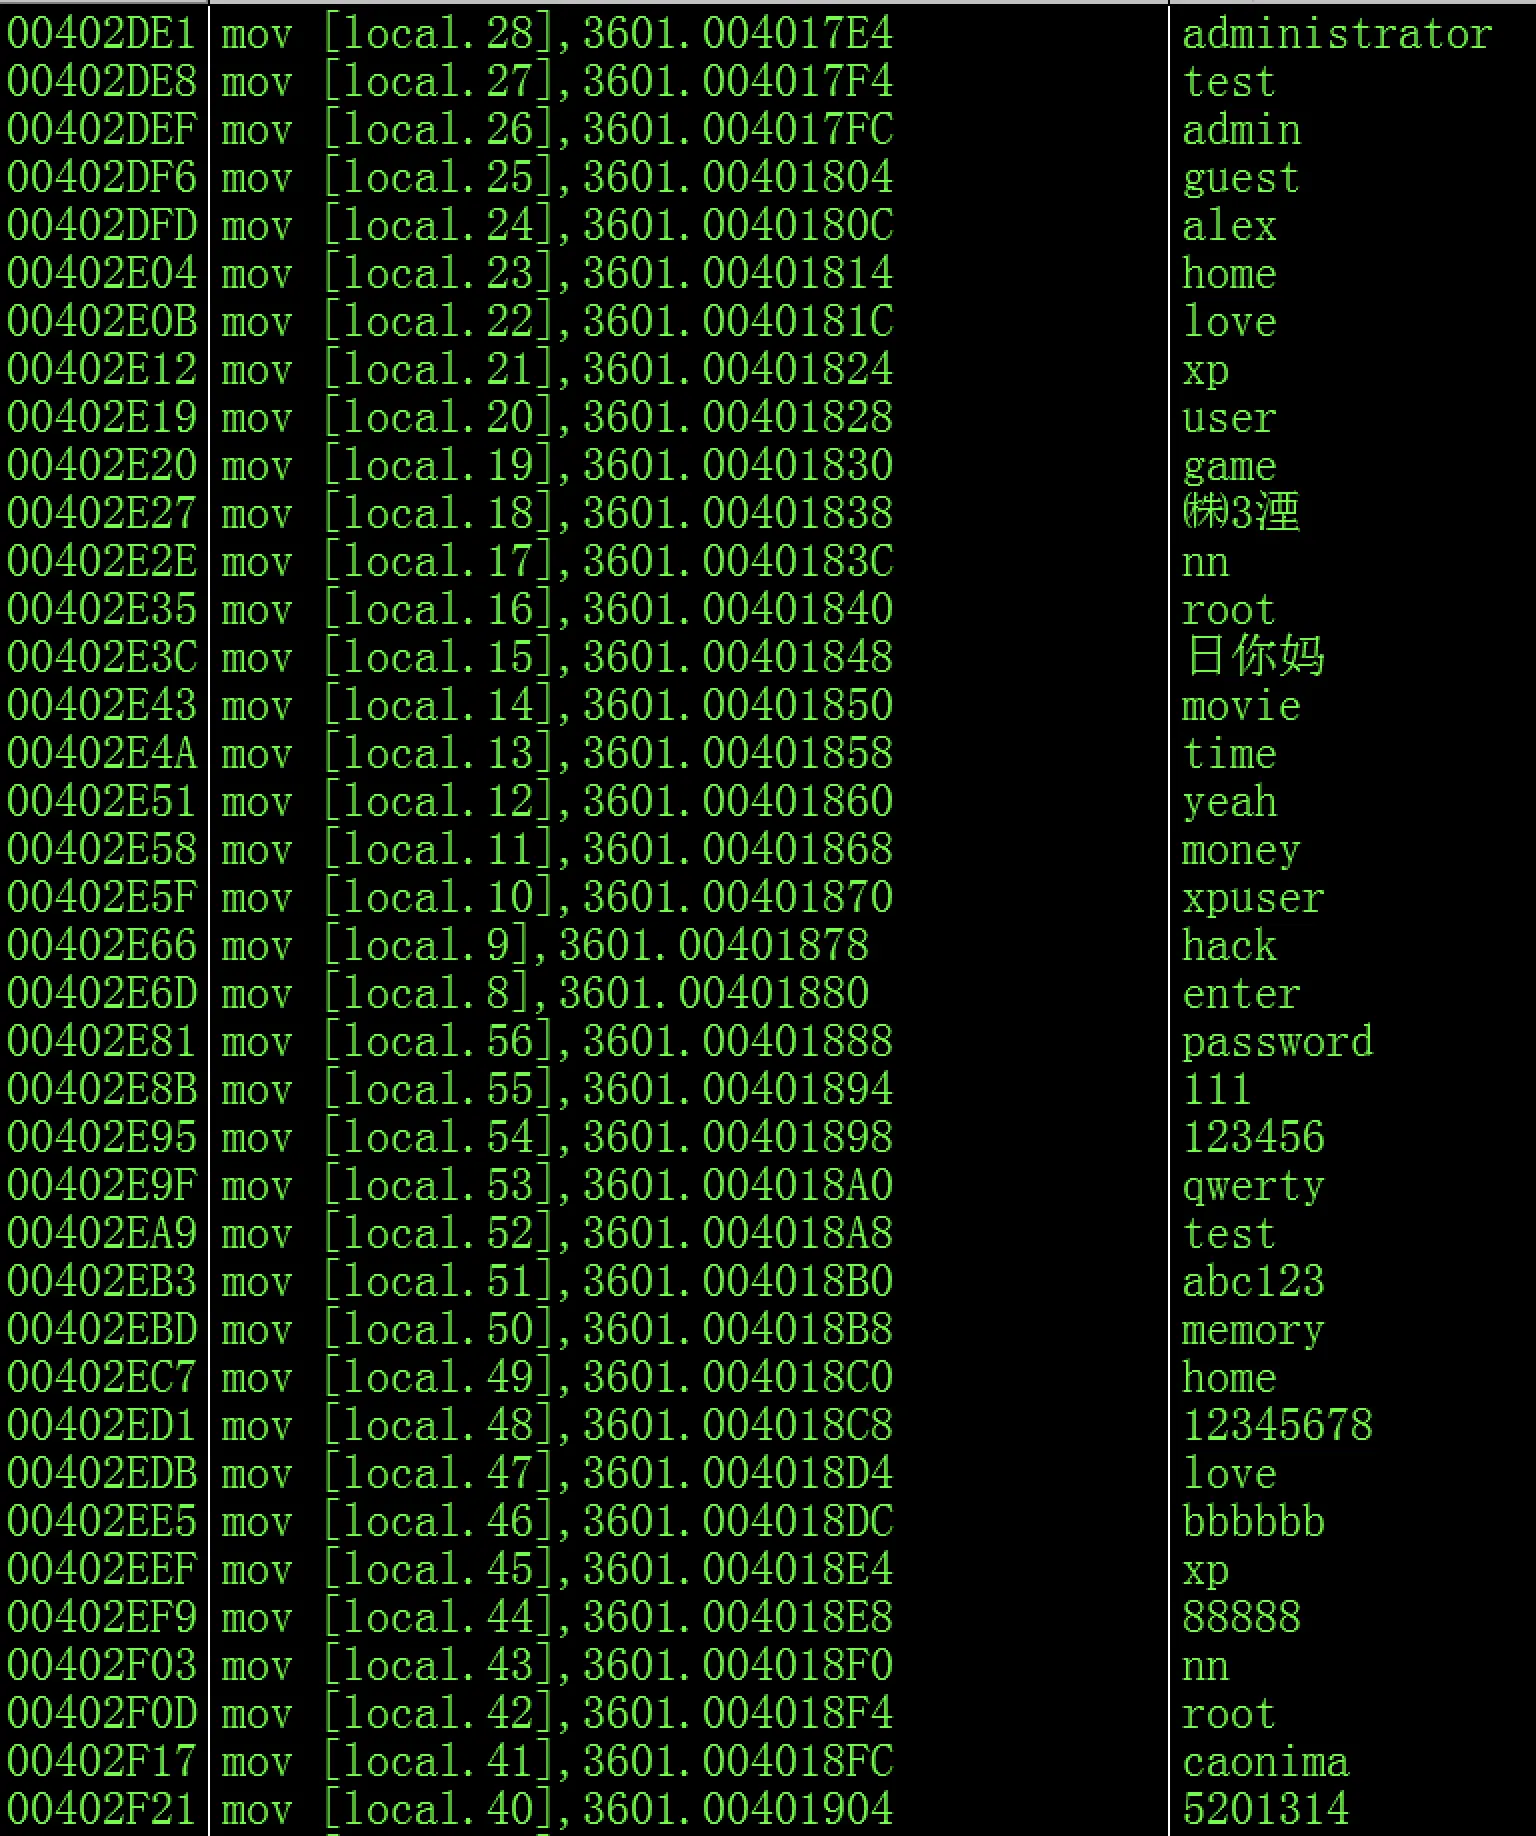 00402DE1 mov [local.28],3601.004017E4 administrator
00402DE8 mov [local.27],3601.004017F4 test
00402DEF mov [local.26],3601.004017FC admin
00402DF6 mov [local.25],3601.00401804 guest
00402DFD mov [local.24],3601.0040180C alex
00402E04 mov [local.23],3601.00401814 home
00402E0B mov [local.22],3601.0040181C love
00402E12 mov [local.21],3601.00401824 xp
00402E19 mov [local.20],3601.00401828 user
00402E20 mov [local.19],3601.00401830 game
00402E27 mov [local.18],3601.00401838 ㈱3湮
00402E2E mov [local.17],3601.0040183C nn
00402E35 mov [local.16],3601.00401840 root
00402E3C mov [local.15],3601.00401848 日你妈
00402E43 mov [local.14],3601.00401850 movie
00402E4A mov [local.13],3601.00401858 time
00402E51 mov [local.12],3601.00401860 yeah
00402E58 mov [local.11],3601.00401868 money
00402E5F mov [local.10],3601.00401870 xpuser
00402E66 mov [local.9],3601.00401878 hack
00402E6D mov [local.8],3601.00401880 enter
00402E81 mov [local.56],3601.00401888 password
00402E8B mov [local.55],3601.00401894 111
00402E95 mov [local.54],3601.00401898 123456
00402E9F mov [local.53],3601.004018A0 qwerty
00402EA9 mov [local.52],3601.004018A8 test
00402EB3 mov [local.51],3601.004018B0 abc123
00402EBD mov [local.50],3601.004018B8 memory
00402EC7 mov [local.49],3601.004018C0 home
00402ED1 mov [local.48],3601.004018C8 12345678
00402EDB mov [local.47],3601.004018D4 love
00402EE5 mov [local.46],3601.004018DC bbbbbb
00402EEF mov [local.45],3601.004018E4 xp
00402EF9 mov [local.44],3601.004018E8 88888
00402F03 mov [local.43],3601.004018F0 nn
00402F0D mov [local.42],3601.004018F4 root
00402F17 mov [local.41],3601.004018FC caonima
00402F21 mov [local.40],3601.00401904 5201314